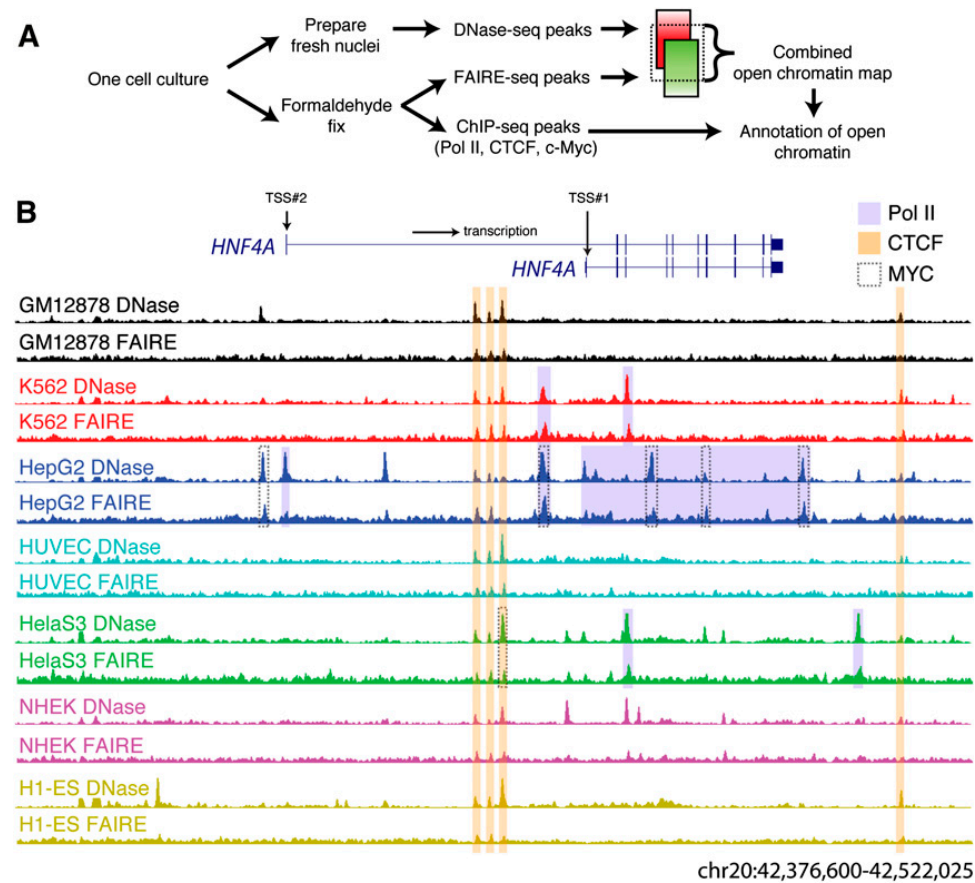 A
One cell culture
Prepare
fresh nuclei
Formaldehyde
fix
DNase-seq peaks
FAIRE-seq peaks
ChIP-seq peaks
(Pol II, CTCF, c-Myc)
Combined
open chromatin map
Annotation of open
chromatin
B
TSS#2
TSS#1
transcription
HNF4A
HNF4A
Pol II
CTCF
MYC
GM12878 DNase
GM12878 FAIRE
K562 DNase
K562 FAIRE
HepG2 DNase
HepG2 FAIRE
HUVEC DNase
HUVEC FAIRE
HelaS3 DNase
HelaS3 FAIRE
NHEK DNase
NHEK FAIRE
H1-ES DNase
H1-ES FAIRE
chr20:42,376,600-42,522,025